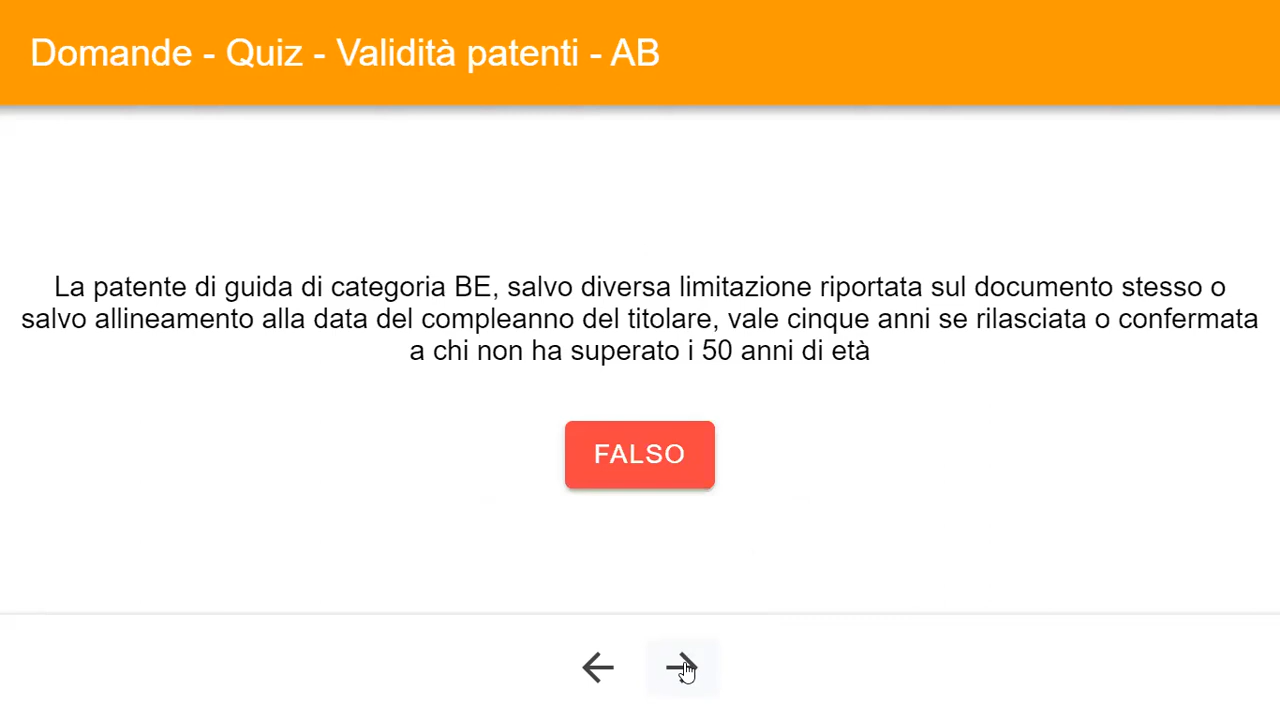 Domande - Quiz - Validità patenti - AB
La patente di guida di categoria BE, salvo diversa limitazione riportata sul documento stesso o
salvo allineamento alla data del compleanno del titolare, vale cinque anni se rilasciata o confermata
a chi non ha superato i 50 anni di età
FALSO